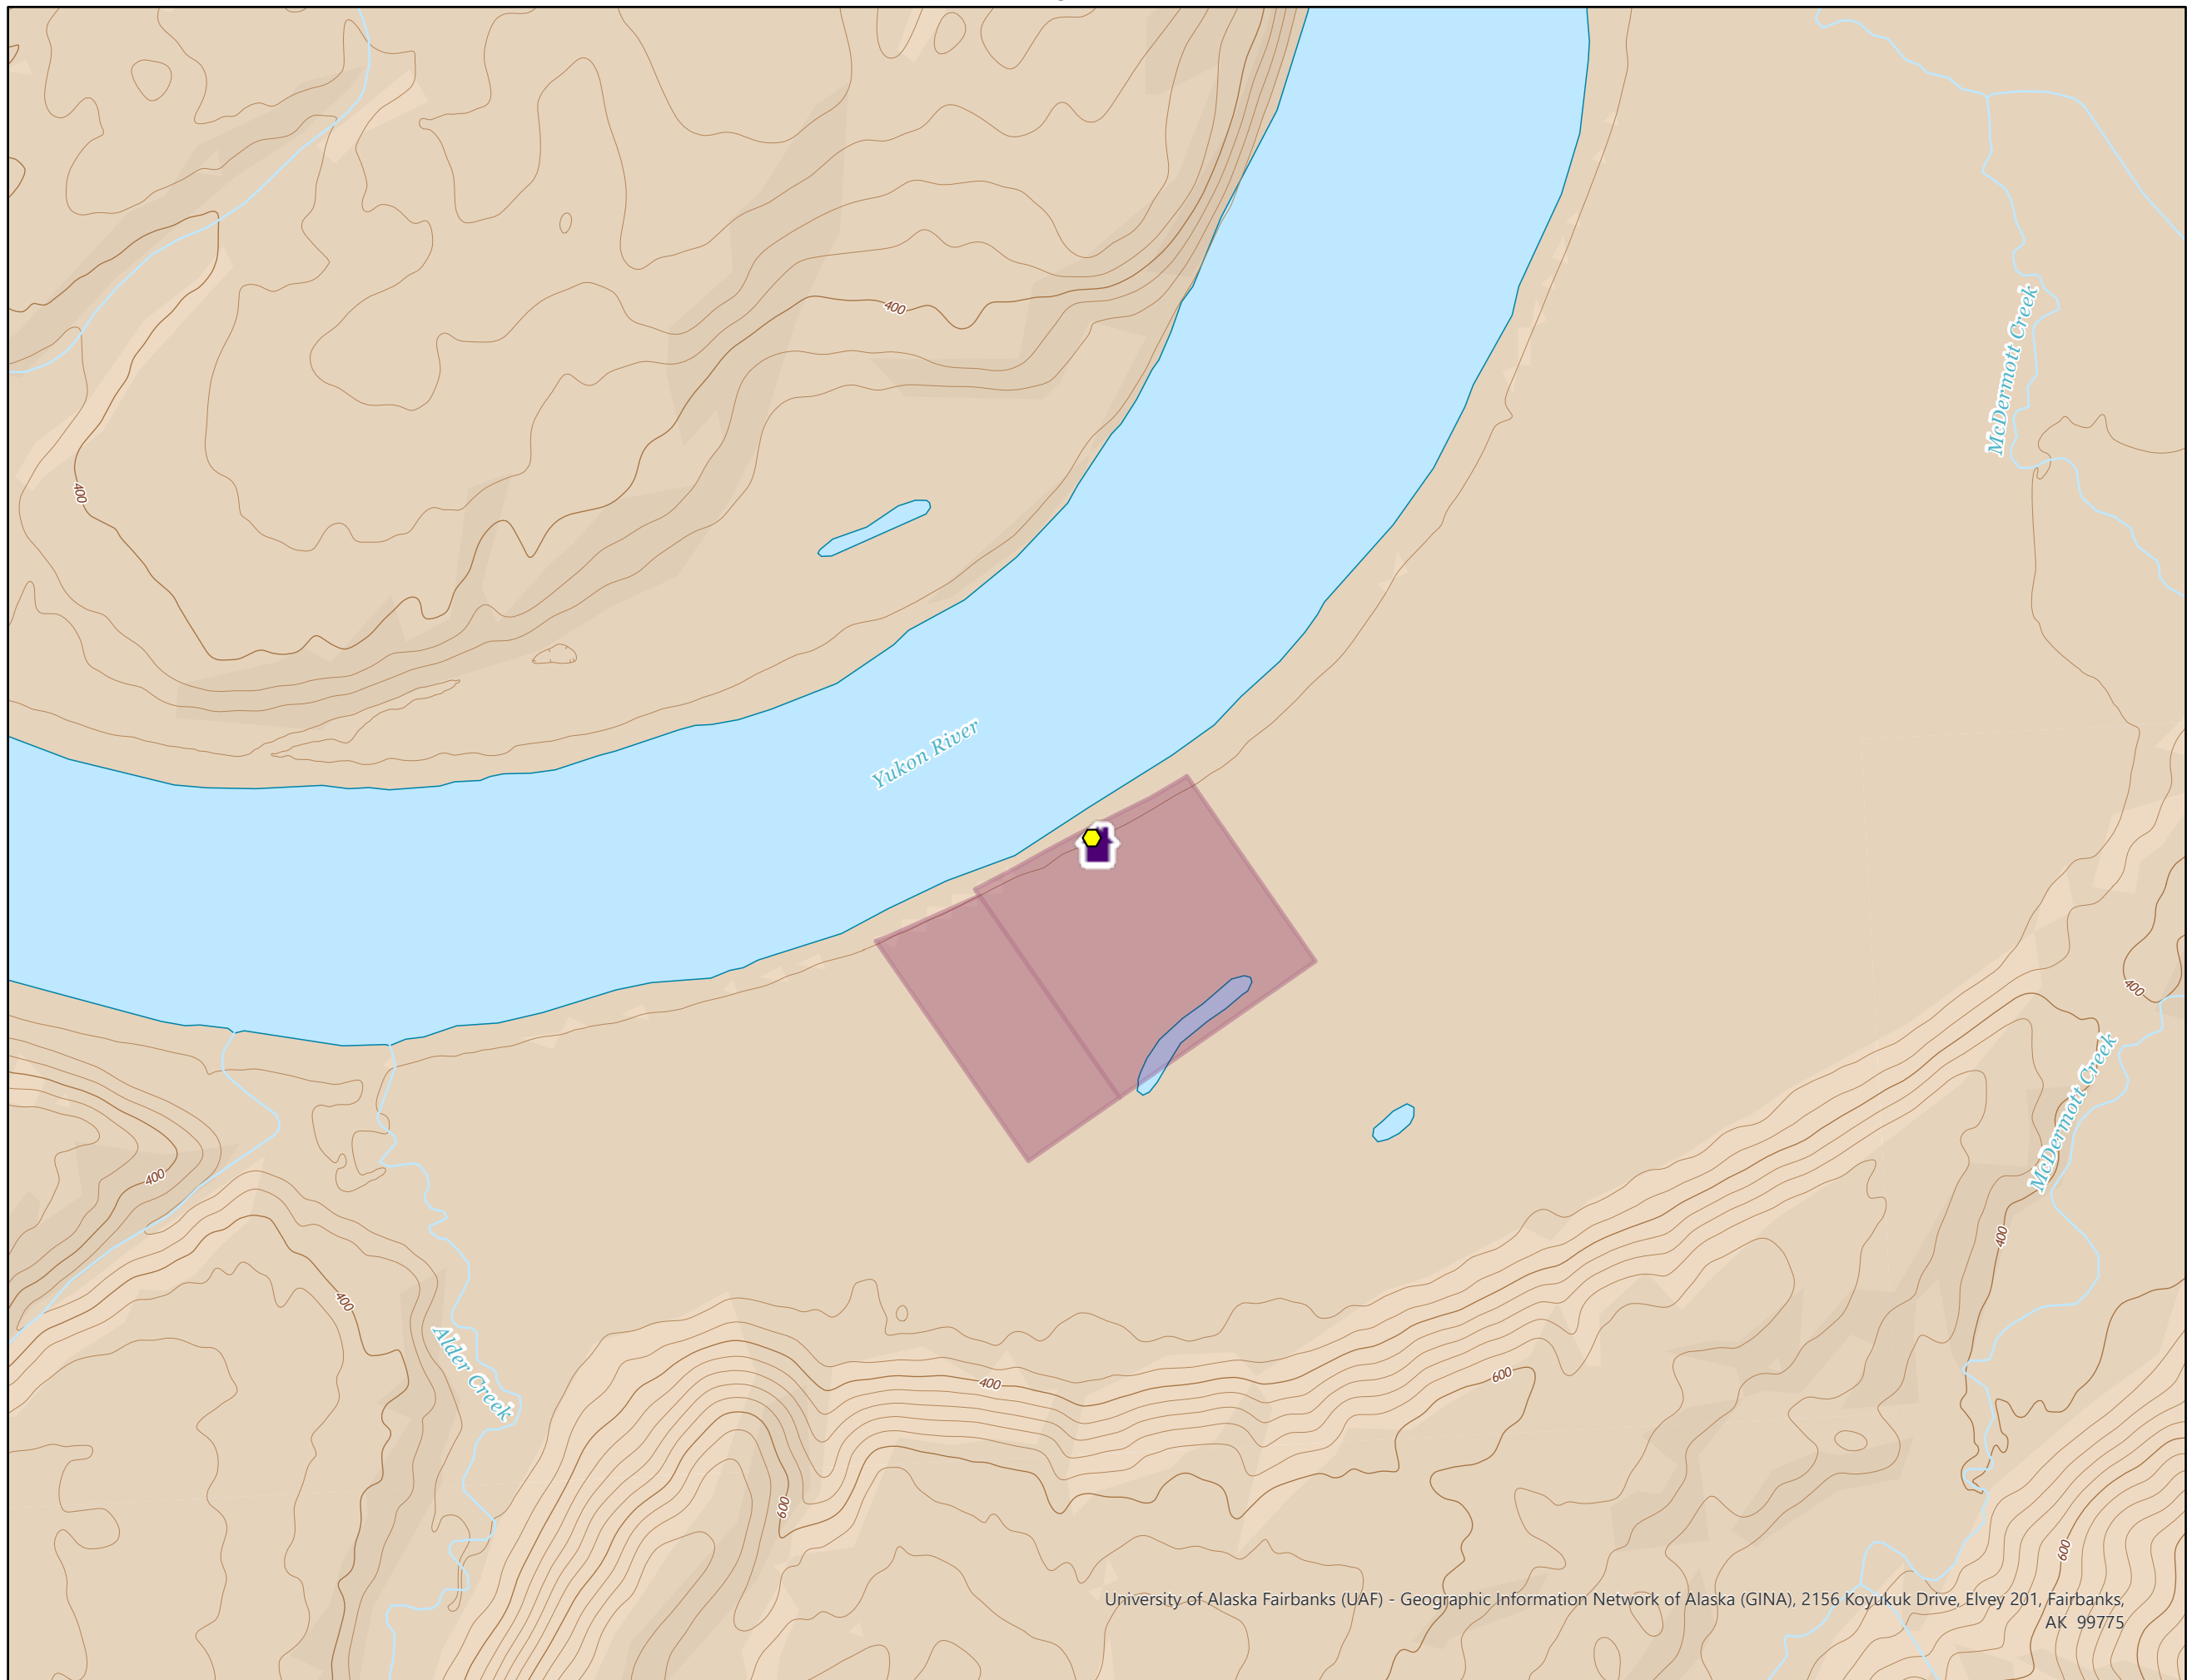 400
McDermott Creek
400
Yukon River
400
McDermott Creek
400
400
400
Alder Creek
400
600
600
600
University of Alaska Fairbanks (UAF) - Geographic Information Network of Alaska (GINA), 2156 Koyukuk Drive, Elvey 201, Fairbanks,
AK 99775